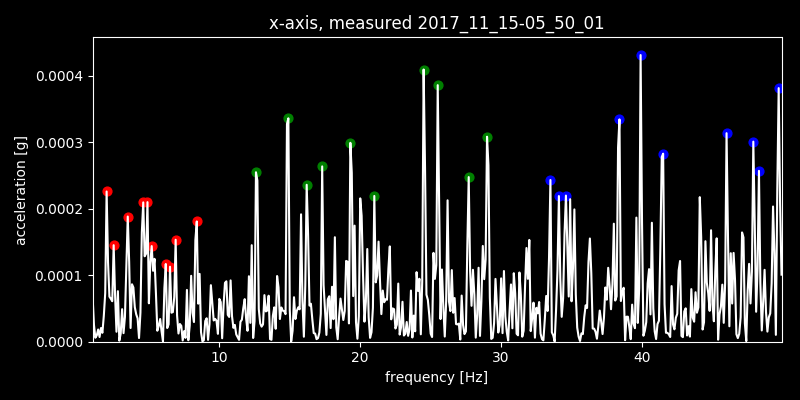 x-axis, measured 2017_11_15-05_50_01
acceleration [g]
0.0004
0.0003
0.0002
0.0001
0.0000
10 20 30 40
frequency [Hz]